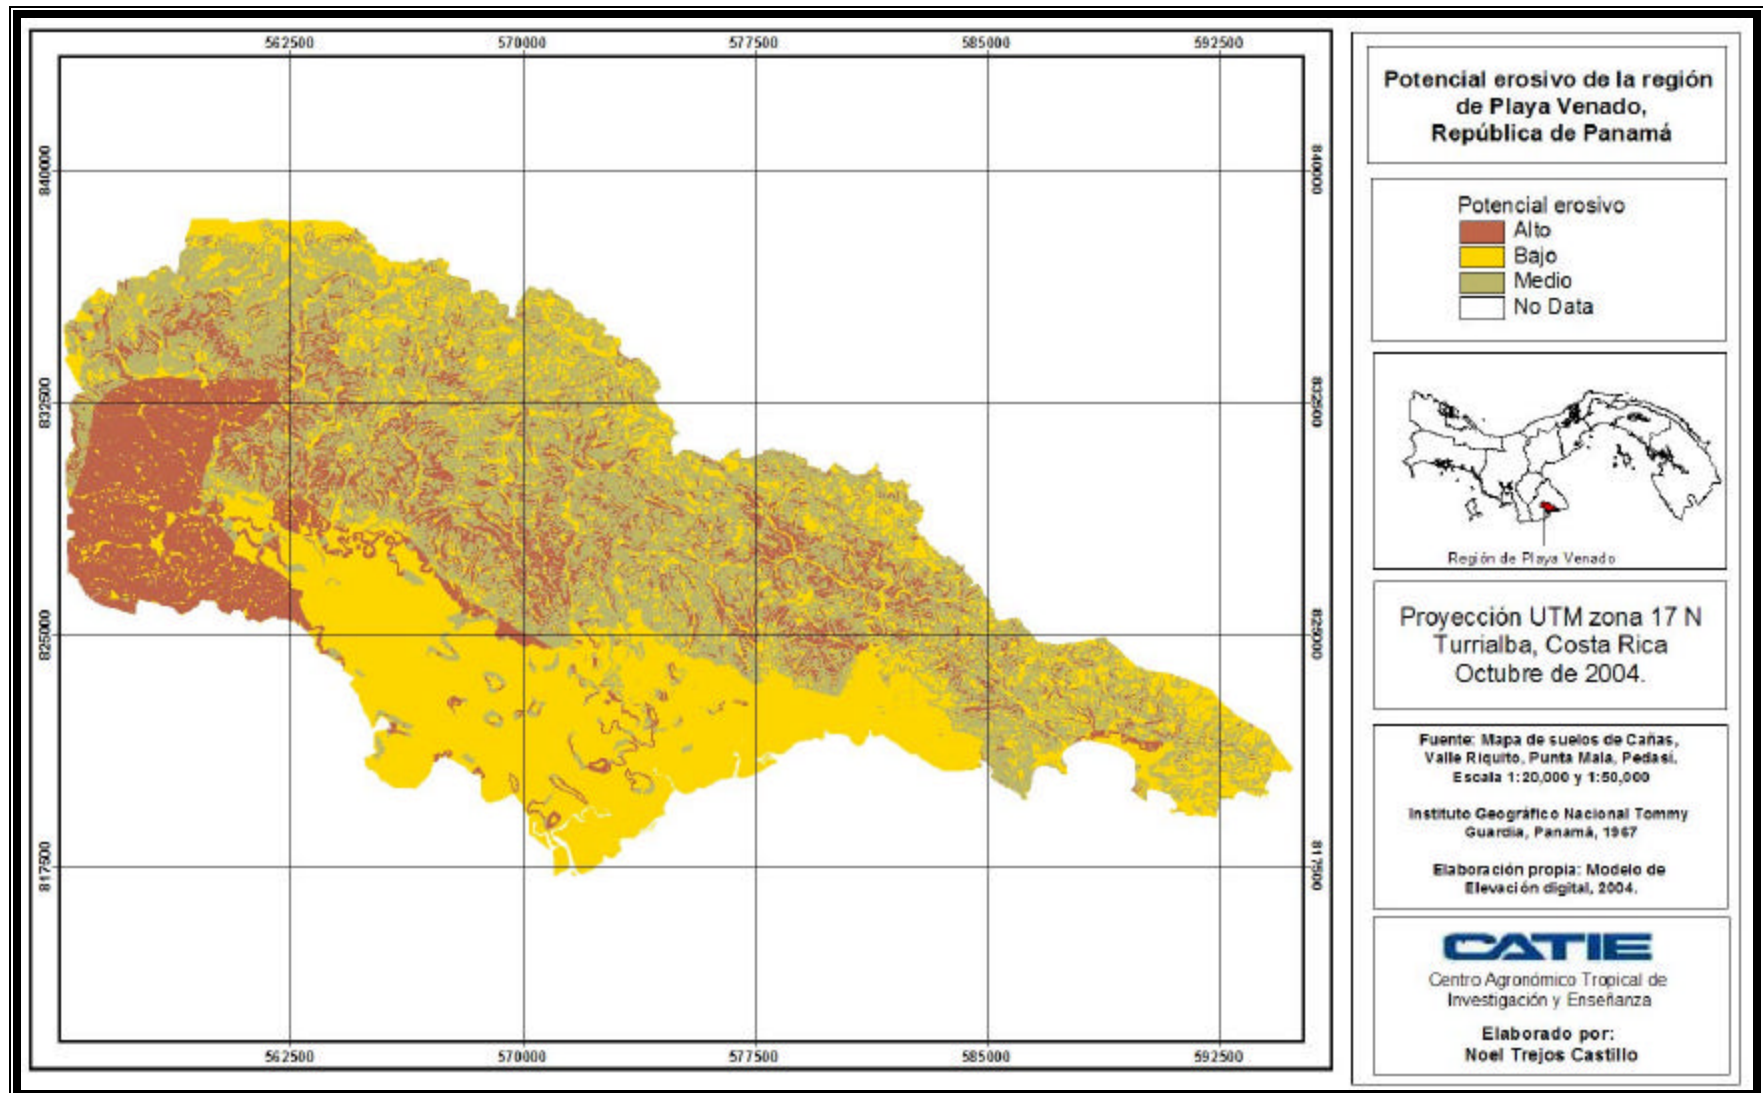 562500 570000 577500 585000 592500
840000 840000
832500 832500
825000 825000
817500 817500
562500 570000 577500 585000 592500
Potencial erosivo de la región
de Playa Venado,
República de Panamá
Potencial erosivo
Alto
Bajo
Medio
No Data
Región de Playa Venado
Proyección UTM zona 17 N
Turrialba, Costa Rica
Octubre de 2004.
Fuente: Mapa de suelos de Cañas,
Valle Riquito, Punta Mala, Pedasí.
Escala 1:20,000 y 1:50,000
Instituto Geográfico Nacional Tommy
Guardia, Panamá, 1967
Elaboración propia: Modelo de
Elevación digital, 2004.
CATIE
Centro Agronómico Tropical de
Investigación y Enseñanza
Elaborado por:
Noel Trejos Castillo